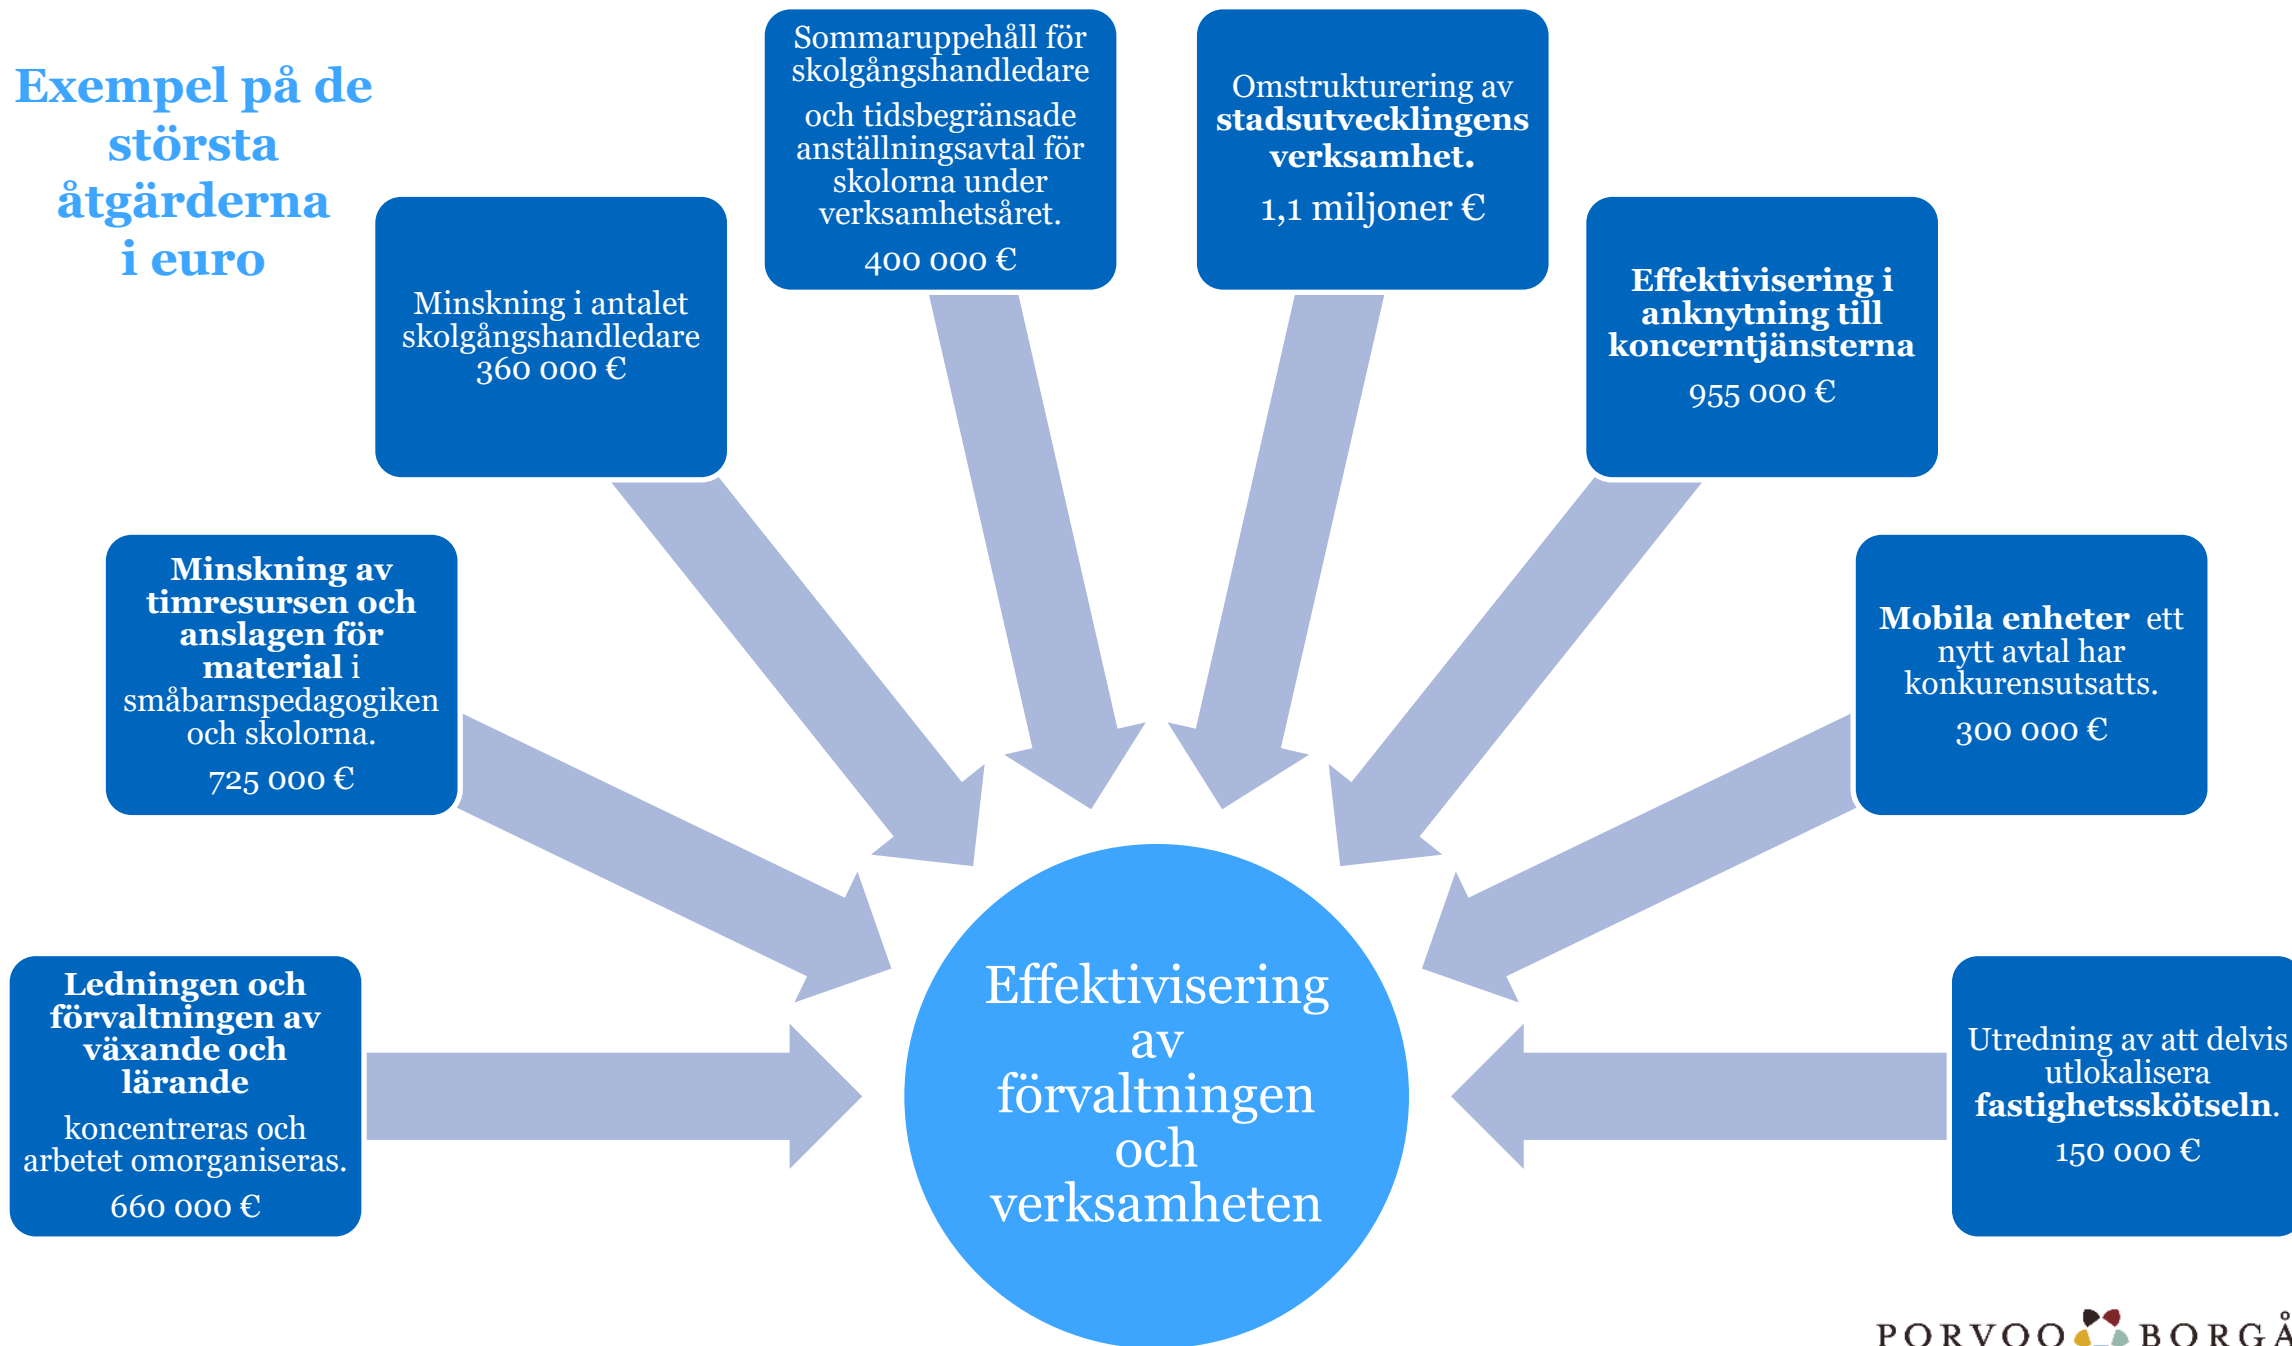 Exempel på de
största
åtgärderna
i euro
Ledningen och
förvaltningen av
växande och
lärande
koncentreras och
arbetet omorganiseras.
660 000 €
Minskning av
timresursen och
anslagen för
material i
småbarnspedagogiken
och skolorna.
725 000 €
Minskning i antalet
skolgångshandledare
360 000 €
Sommaruppehåll för
skolgångshandledare
och tidsbegränsade
anställningsavtal för
skolorna under
verksamhetsåret.
400 000 €
Omstrukturering av
stadsutvecklingens
verksamhet.
1,1 miljoner €
Effektivisering i
anknytning till
koncerntjänsterna
955 000 €
Mobila enheter ett
nytt avtal har
konkurensutsatts.
300 000 €
Utredning av att delvis
utlokalisera
fastighetsskötseln.
150 000 €
Effektivisering
av
förvaltningen
och
verksamheten
PORVOO BORGÅ